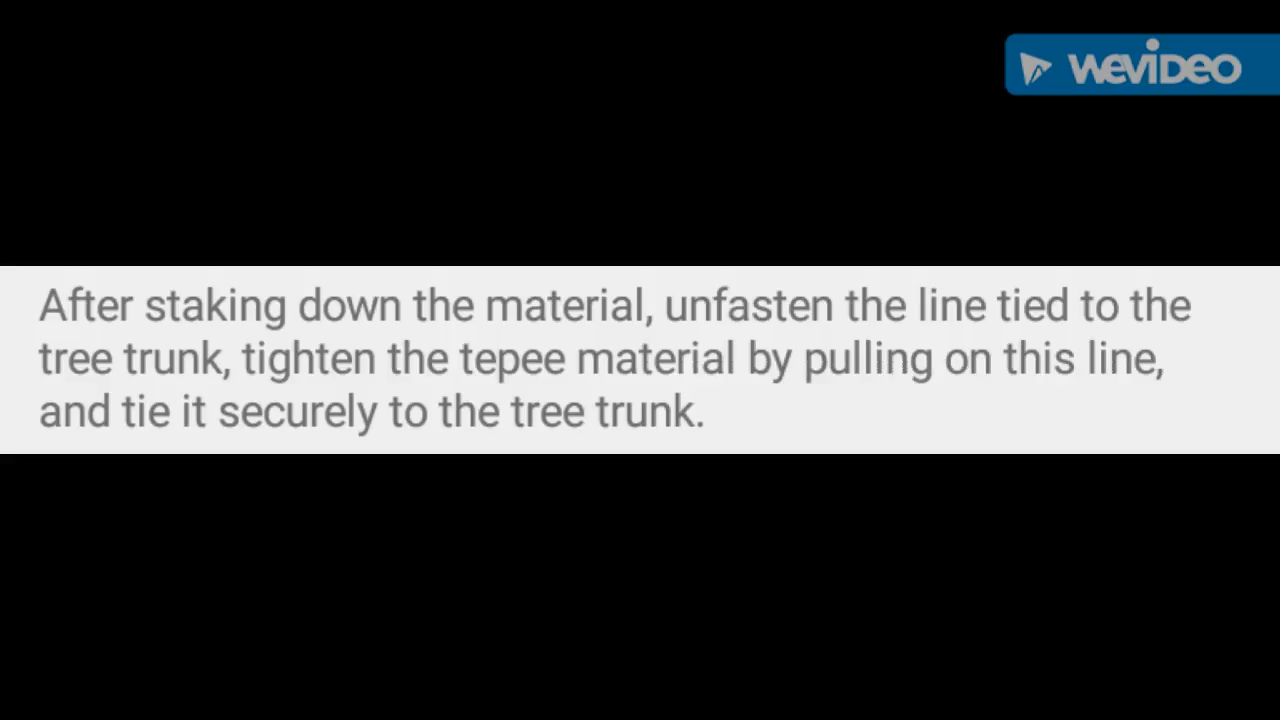 WEVIDEO
After staking down the material, unfasten the line tied to the
tree trunk, tighten the tepee material by pulling on this line,
and tie it securely to the tree trunk.